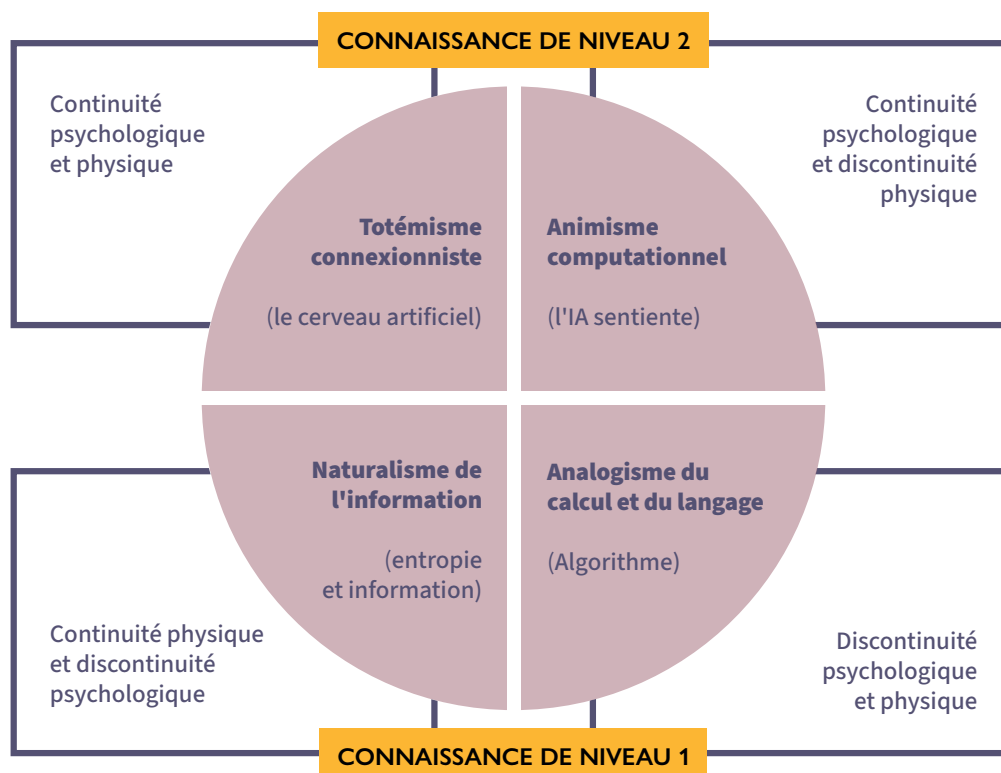 CONNAISSANCE DE NIVEAU 2
Continuité
psychologique
et physique
Continuité
psychologique
et discontinuité
physique
Totémisme
connexionniste
(le cerveau artificiel)
Animisme
computationnel
(l'IA sentiente)
Naturalisme de
l'information
(entropie
et information)
Analogisme du
calcul et du langage
(Algorithme)
Continuité physique
et discontinuité
psychologique
Discontinuité
psychologique
et physique
CONNAISSANCE DE NIVEAU 1